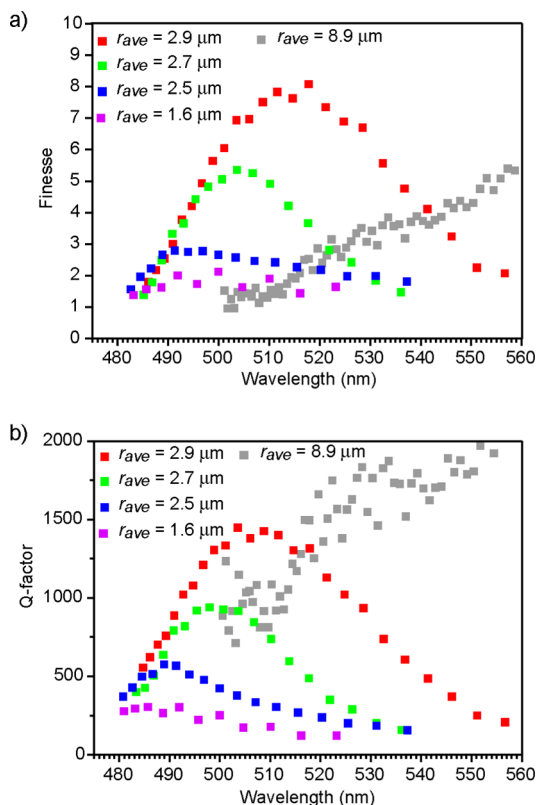 a)
10
9
8
7
6
5
4
3
2
1
0
Finesse
rave = 2.9 μm
rave = 2.7 μm
rave = 2.5 μm
rave = 1.6 μm
rave = 8.9 μm
480 490 500 510 520 530 540 550 560
Wavelength (nm)
b)
2000
1500
1000
500
0
Q-factor
rave = 2.9 μm
rave = 2.7 μm
rave = 2.5 μm
rave = 1.6 μm
rave = 8.9 μm
480 490 500 510 520 530 540 550 560
Wavelength (nm)